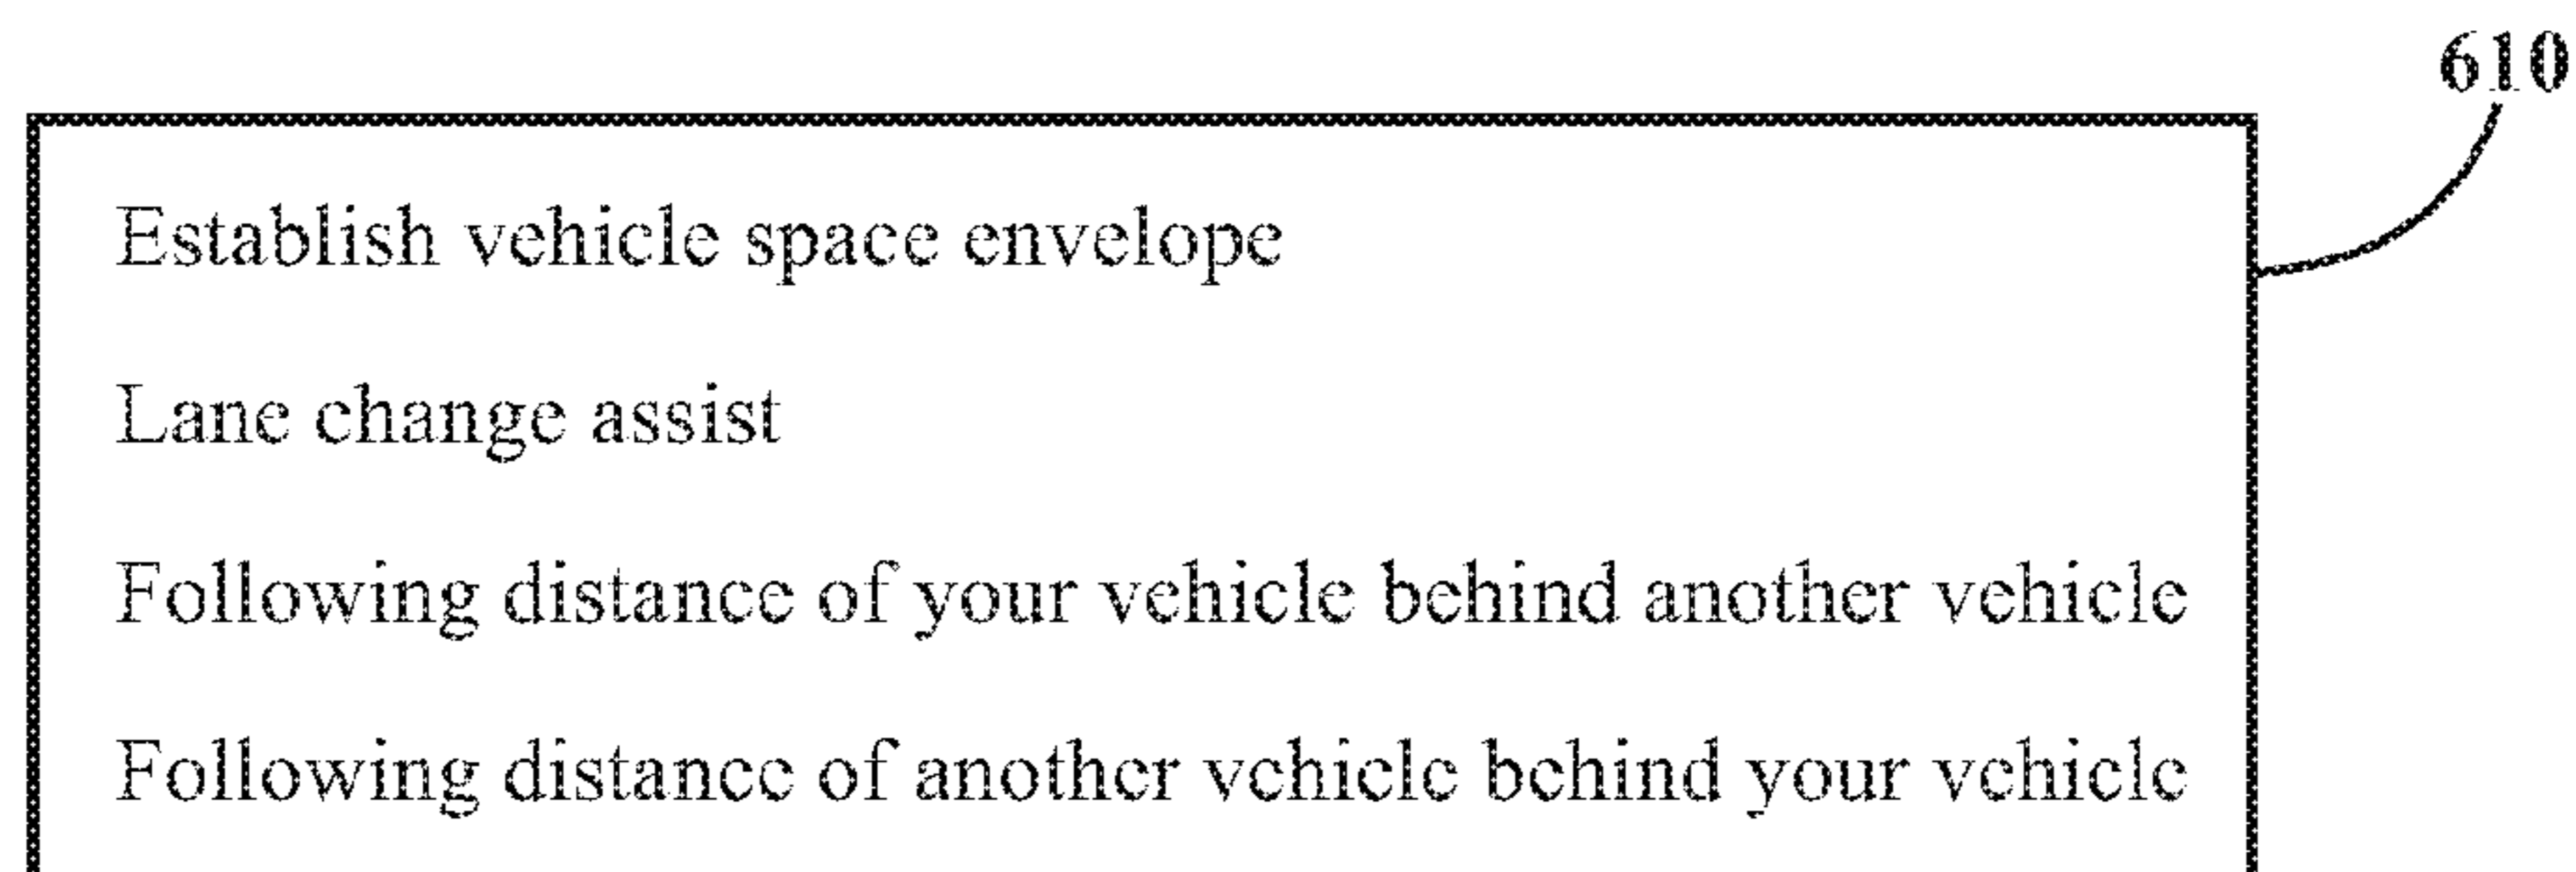 610
Establish vehicle space envelope
Lane change assist
Following distance of your vehicle behind another vehicle
Following distance of another vehicle behind your vehicle